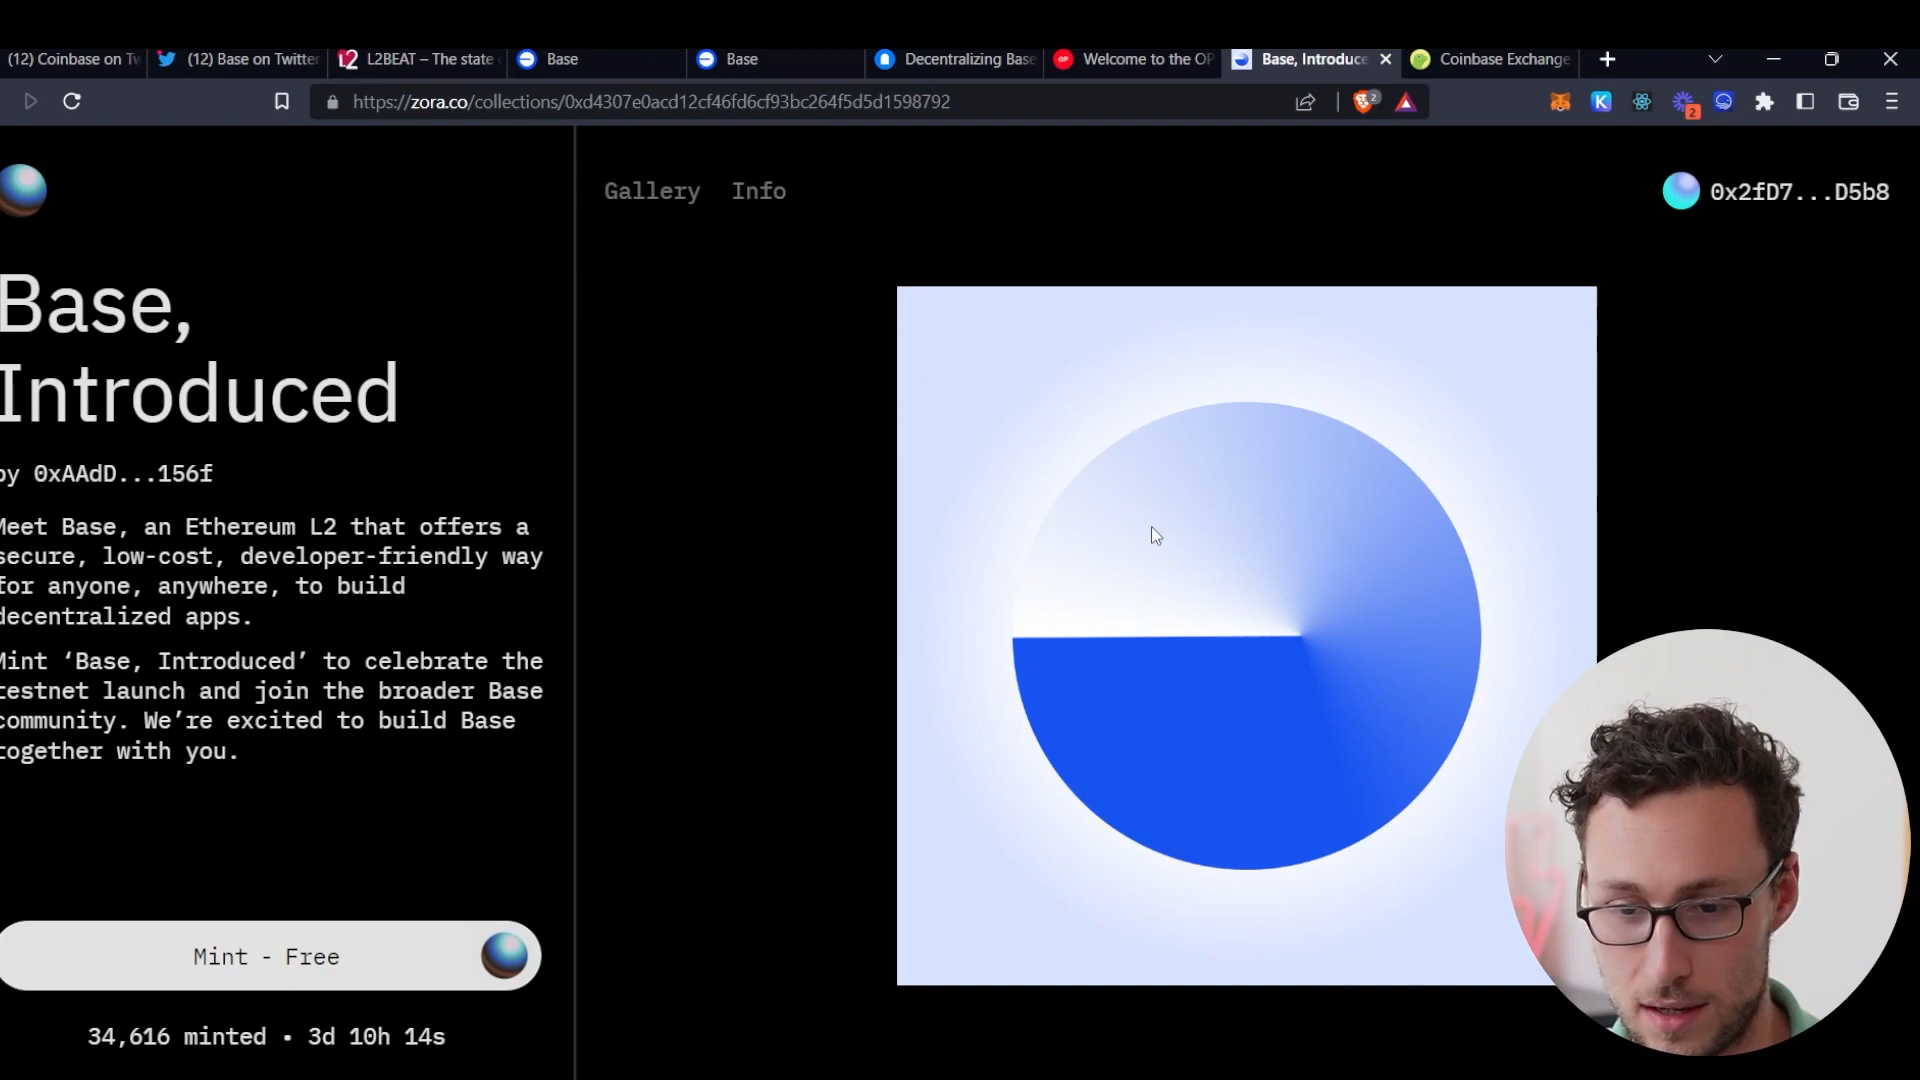 (12) Coinbase on Tw
(12) Base on Twitter
L2BEAT – The state
Base
Base
Decentralizing Base
Welcome to the OP
Base, Introduce
Coinbase Exchange
https://zora.co/collections/0xd4307e0acd12cf46fd6cf93bc264f5d5d1598792
2
2
Gallery Info
0x2fD7...D5b8
Base,
Introduced
by 0xAAdD...156f
Meet Base, an Ethereum L2 that offers a
secure, low-cost, developer-friendly way
for anyone, anywhere, to build
decentralized apps.
Mint ‘Base, Introduced’ to celebrate the
testnet launch and join the broader Base
community. We’re excited to build Base
together with you.
Mint - Free
34,616 minted • 3d 10h 14s